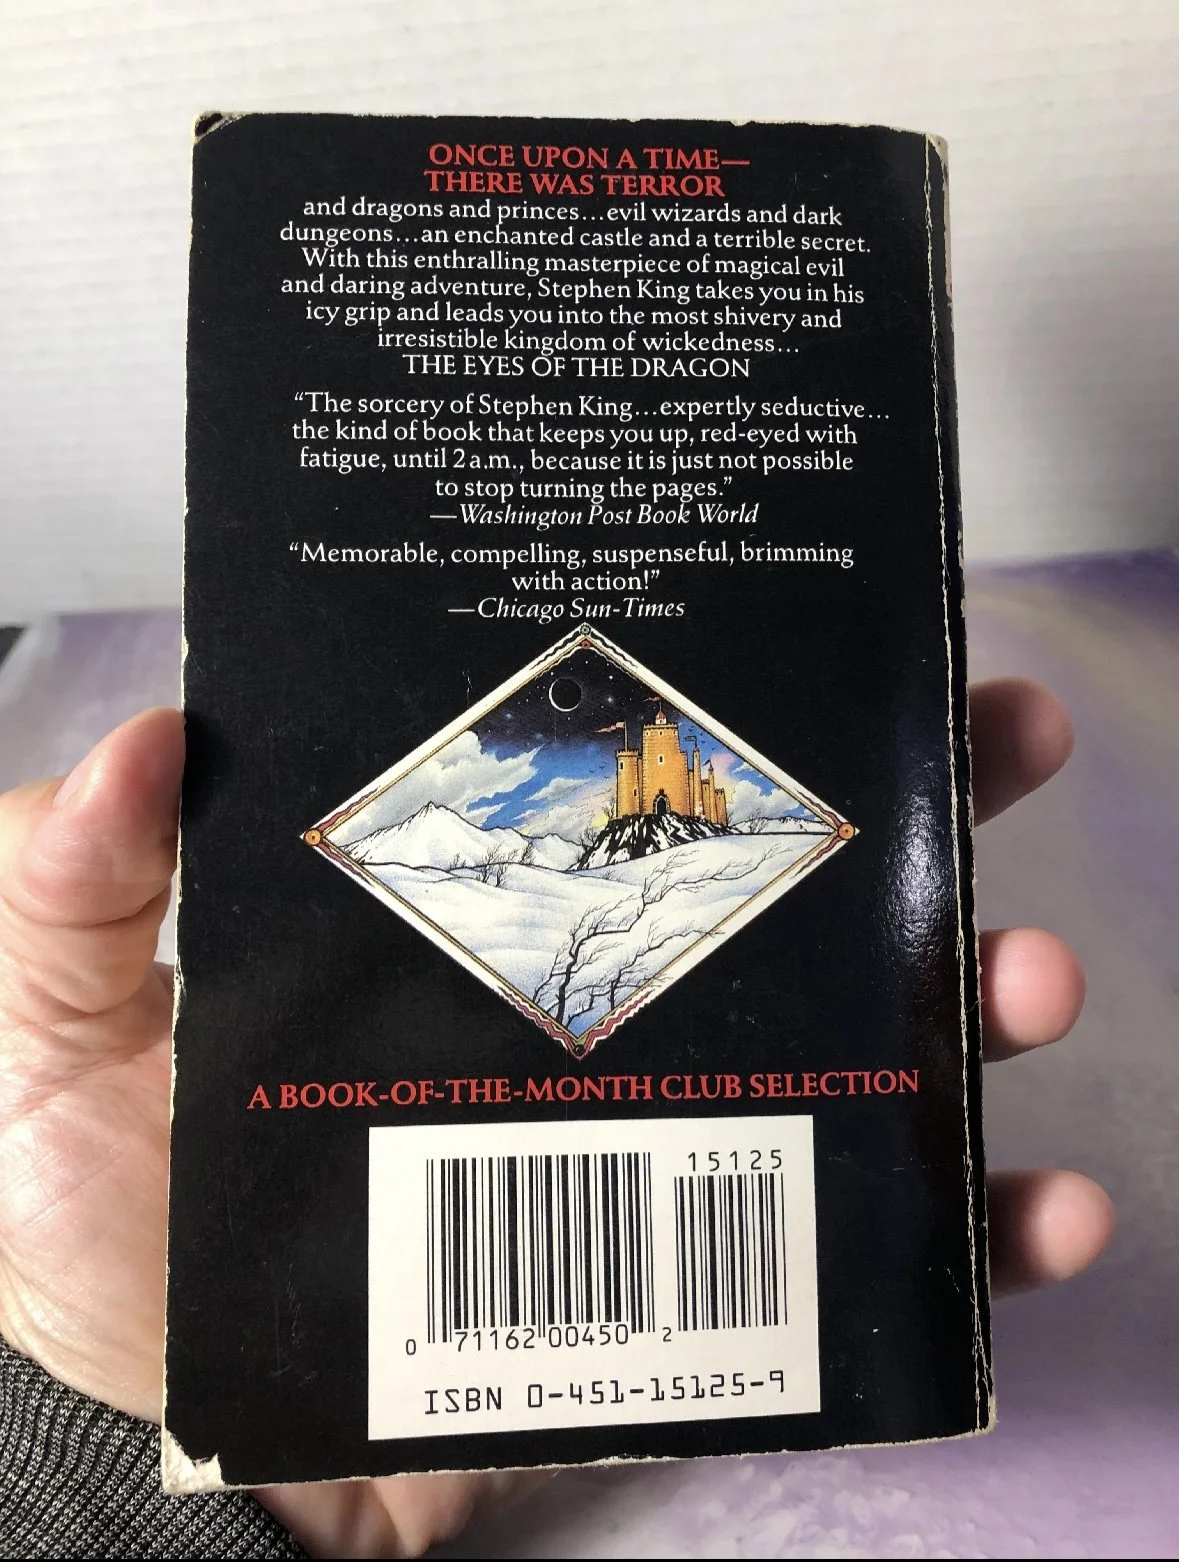 ONCE UPON A TIME—
THERE WAS TERROR
and dragons and princes...evil wizards and dark
dungeons...an enchanted castle and a terrible secret.
With this enthralling masterpiece of magical evil
and daring adventure, Stephen King takes you in his
icy grip and leads you into the most shivery and
irresistible kingdom of wickedness...
THE EYES OF THE DRAGON
“The sorcery of Stephen King...expertly seductive...
the kind of book that keeps you up, red-eyed with
fatigue, until 2 a.m., because it is just not possible
to stop turning the pages.”
—Washington Post Book World
“Memorable, compelling, suspenseful, brimming
with action!”
—Chicago Sun-Times
A BOOK-OF-THE-MONTH CLUB SELECTION
15125
0 71162 00450 2
ISBN 0-451-15125-9